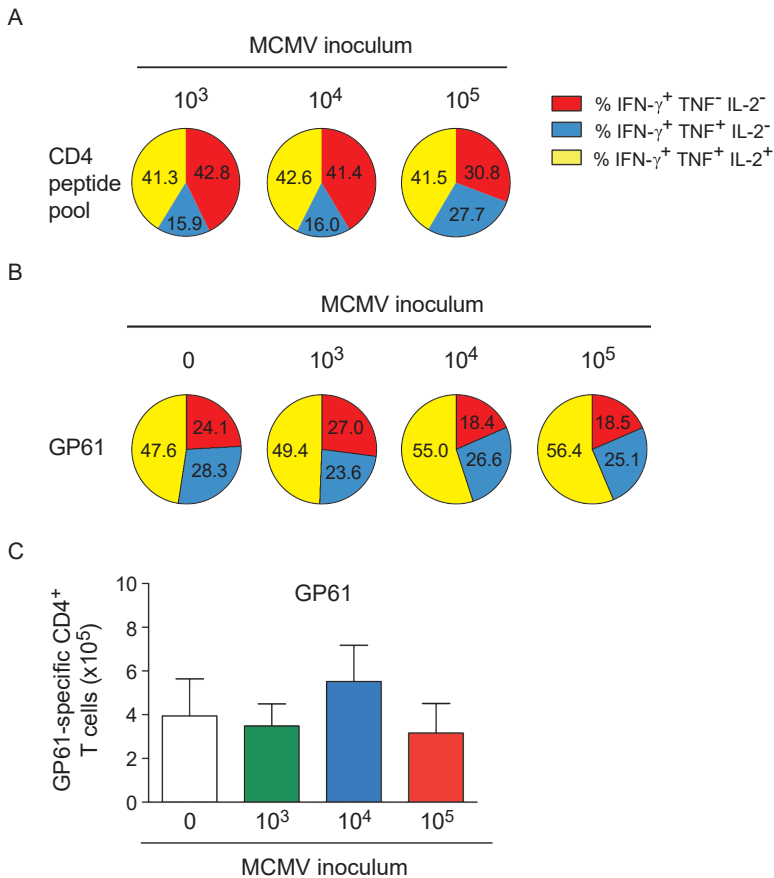 A
MCMV inoculum
10³ 10⁴ 10⁵
% IFN-γ⁺ TNF⁻ IL-2⁻
% IFN-γ⁺ TNF⁺ IL-2⁻
% IFN-γ⁺ TNF⁺ IL-2⁺
CD4
peptide
pool
41.3 42.8 15.9
42.6 41.4 16.0
41.5 30.8 27.7
B
MCMV inoculum
0 10³ 10⁴ 10⁵
GP61
47.6 24.1 28.3
49.4 27.0 23.6
55.0 18.4 26.6
56.4 18.5 25.1
C
GP61
GP61-specific CD4⁺
T cells (x10⁵)
10
8
6
4
2
0
0 10³ 10⁴ 10⁵
MCMV inoculum